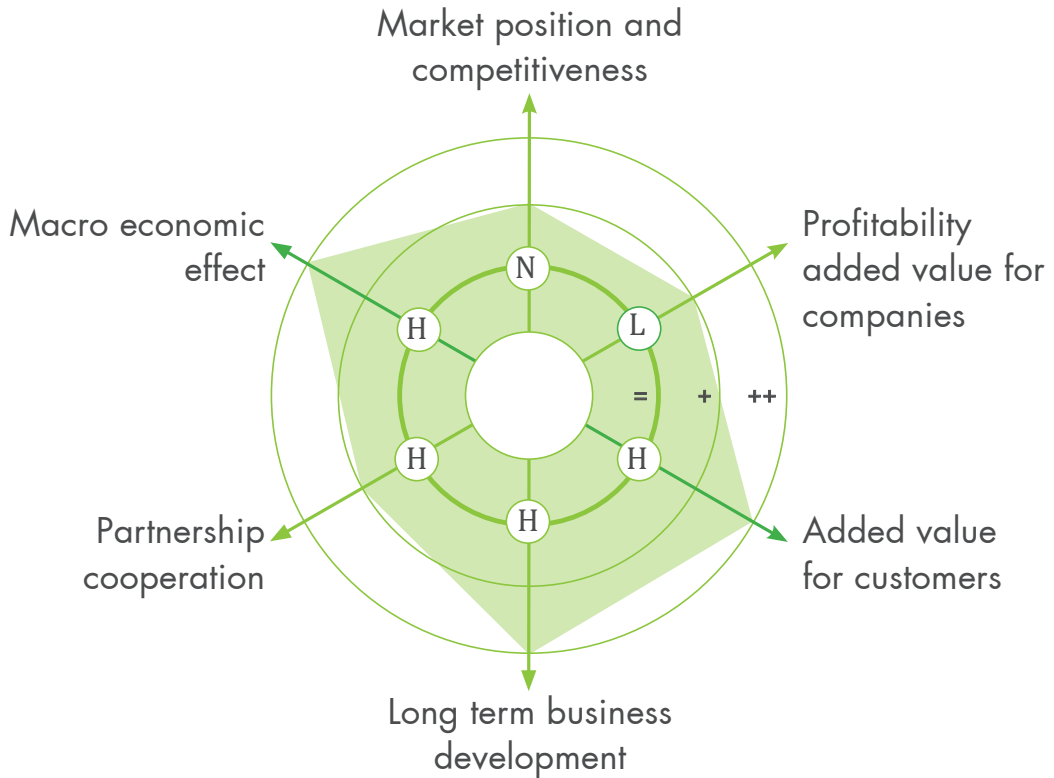 Market position and
competitiveness
Macro economic
effect
Profitability
added value for
companies
N
H
L
= + ++
H
H
H
Partnership
cooperation
Added value
for customers
Long term business
development